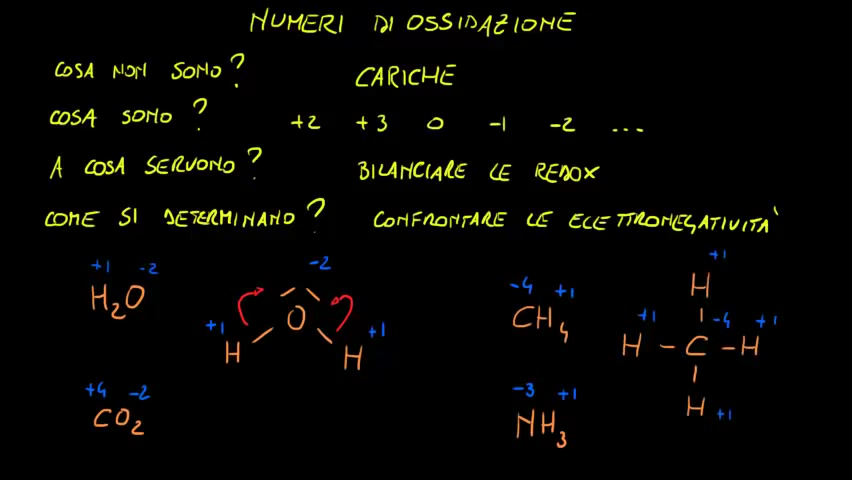 NUMERI DI OSSIDAZIONE
COSA NON SONO? CARICHE
COSA SONO? +2 +3 0 -1 -2 ...
A COSA SERVONO? BILANCIARE LE REDOX
COME SI DETERMINANO? CONFRONTARE LE ELETTRONEGATIVITÀ
+1 -2
H₂O
-2
O
+1 +1
H H
+4 -2
CO₂
-4 +1
CH₄
-3 +1
NH₃
+1
H
+1 -4 +1
H - C - H
H +1